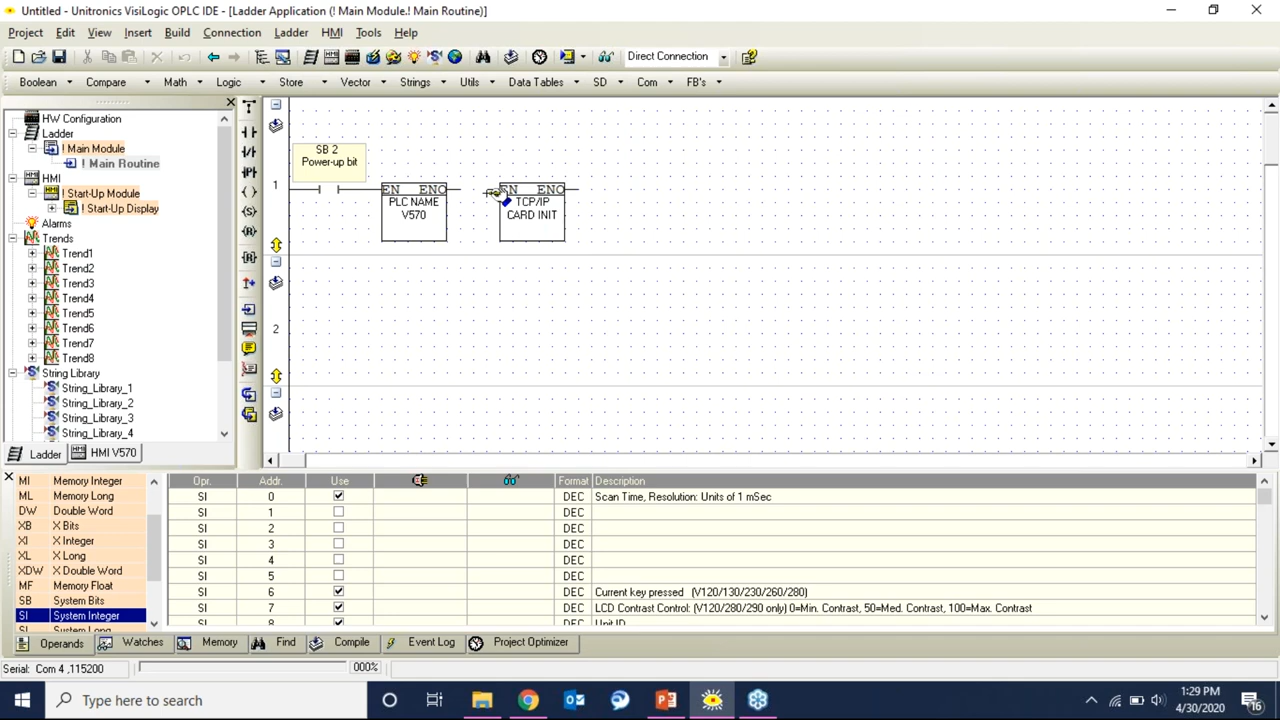 Untitled - Unitronics VisiLogic OPLC IDE - [Ladder Application (! Main Module.! Main Routine)]
Project Edit View Insert Build Connection Ladder HMI Tools Help
Direct Connection
Boolean Compare Math Logic Store Vector Strings Utils Data Tables SD Com FB's
HW Configuration
Ladder
! Main Module
! Main Routine
HMI
! Start-Up Module
! Start-Up Display
Alarms
Trends
Trend1
Trend2
Trend3
Trend4
Trend5
Trend6
Trend7
Trend8
String Library
String_Library_1
String_Library_2
String_Library_3
String_Library_4
Ladder HMI V570
SB 2
Power-up bit
1
EN ENO
PLC NAME
V570
EN ENO
TCP/IP
CARD INIT
2
MI Memory Integer
ML Memory Long
DW Double Word
XB X Bits
XI X Integer
XL X Long
XDW X Double Word
MF Memory Float
SB System Bits
SI System Integer
Opr. Addr. Use Format Description
SI 0 DEC Scan Time, Resolution: Units of 1 mSec
SI 1 DEC
SI 2 DEC
SI 3 DEC
SI 4 DEC
SI 5 DEC
SI 6 DEC Current key pressed (V120/130/230/260/280)
SI 7 DEC LCD Contrast Control: (V120/280/290 only) 0=Min. Contrast, 50=Med. Contrast, 100=Max. Contrast
SI 8 DEC Unit ID
Operands Watches Memory Find Compile Event Log Project Optimizer
Serial: Com 4 ,115200 000%
Type here to search
1:29 PM
4/30/2020
16